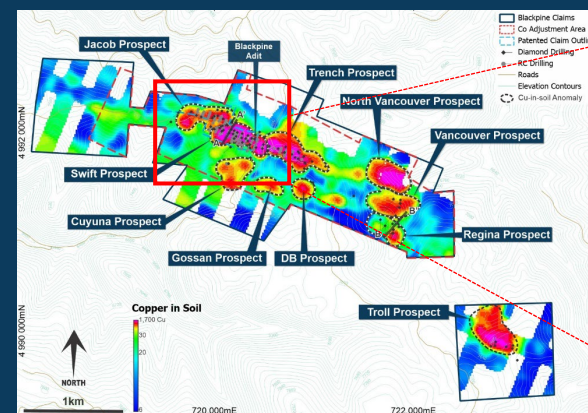 Jacob Prospect
Blackpine
Adit
Trench Prospect
North Vancouver Prospect
Vancouver Prospect
Swift Prospect
Cuyuna Prospect
Gossan Prospect
DB Prospect
Regina Prospect
Troll Prospect
A'
A
B'
B
4 992 000mN
4 990 000mN
720 000mE
722 000mE
Blackpine Claims
Co Adjustment Area
Patented Claim Outli
Diamond Drilling
RC Drilling
Roads
Elevation Contours
Cu-in-soil Anomaly
Copper in Soil
1,700 Cu
30
20
6
NORTH
1km